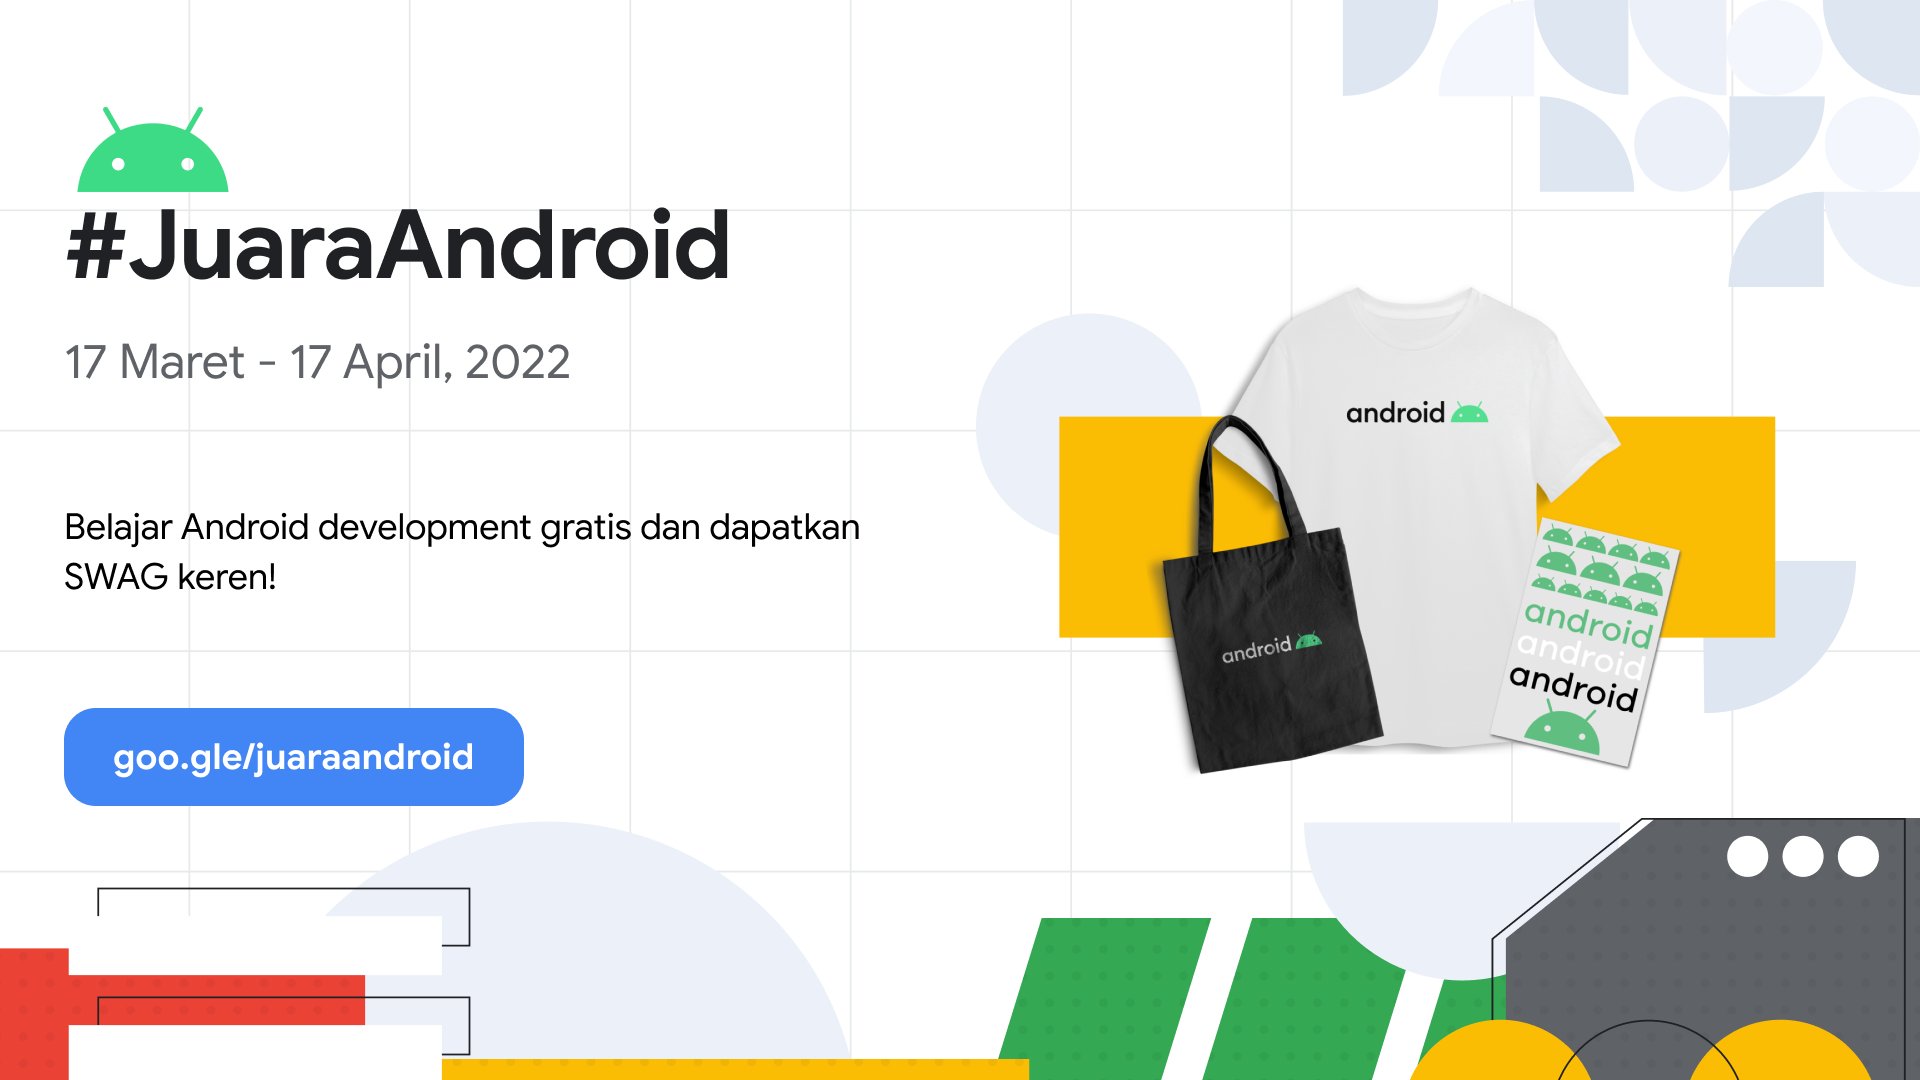 #JuaraAndroid
17 Maret - 17 April, 2022
Belajar Android development gratis dan dapatkan
SWAG keren!
goo.gle/juaraandroid
android
android
android
android
android